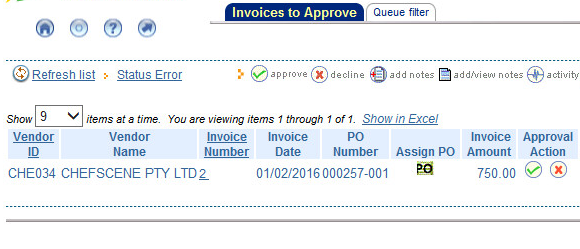 Invoices to Approve Queue filter
Refresh list Status Error approve decline add notes add/view notes activity
Show 9 items at a time. You are viewing items 1 through 1 of 1. Show in Excel
Vendor ID Vendor Name Invoice Number Invoice Date PO Number Assign PO Invoice Amount Approval Action
CHE034 CHEFSCENE PTY LTD 2 01/02/2016 000257-001 PO 750.00